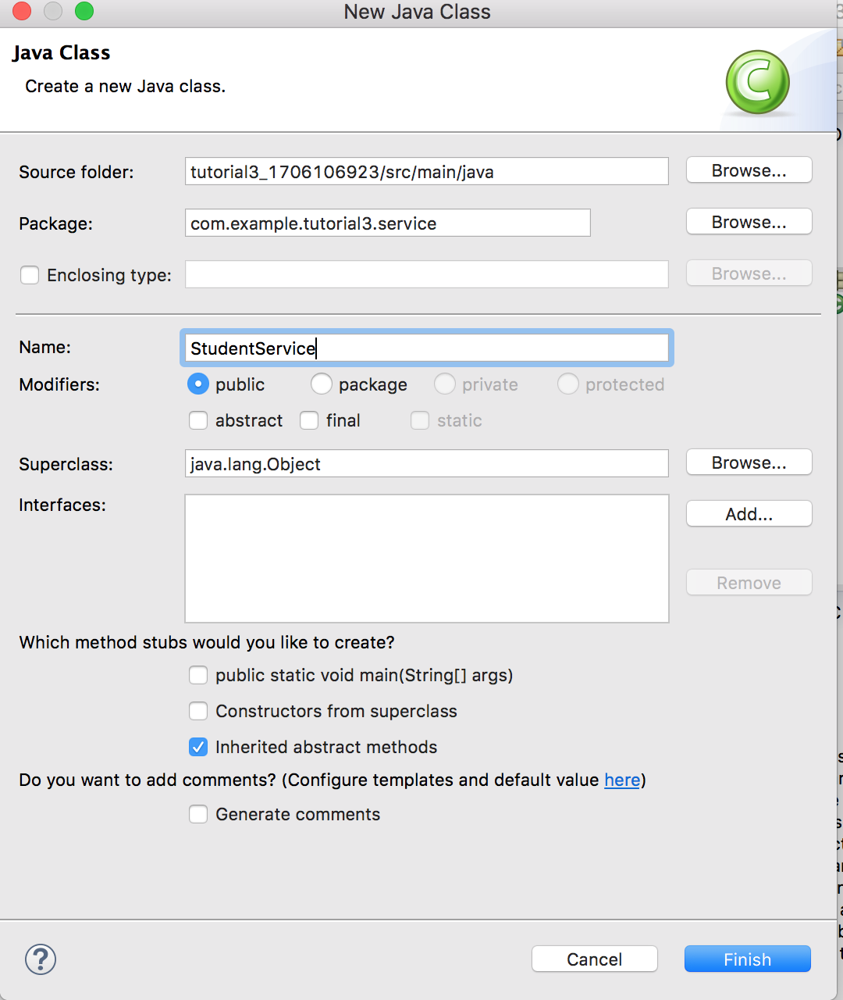 New Java Class
Java Class
Create a new Java class.
C
Source folder: tutorial3_1706106923/src/main/java Browse...
Package: com.example.tutorial3.service Browse...
Enclosing type: Browse...
Name: StudentService
Modifiers: public package private protected
abstract final static
Superclass: java.lang.Object Browse...
Interfaces: Add...
Remove
Which method stubs would you like to create?
public static void main(String[] args)
Constructors from superclass
Inherited abstract methods
Do you want to add comments? (Configure templates and default value here)
Generate comments
? Cancel Finish